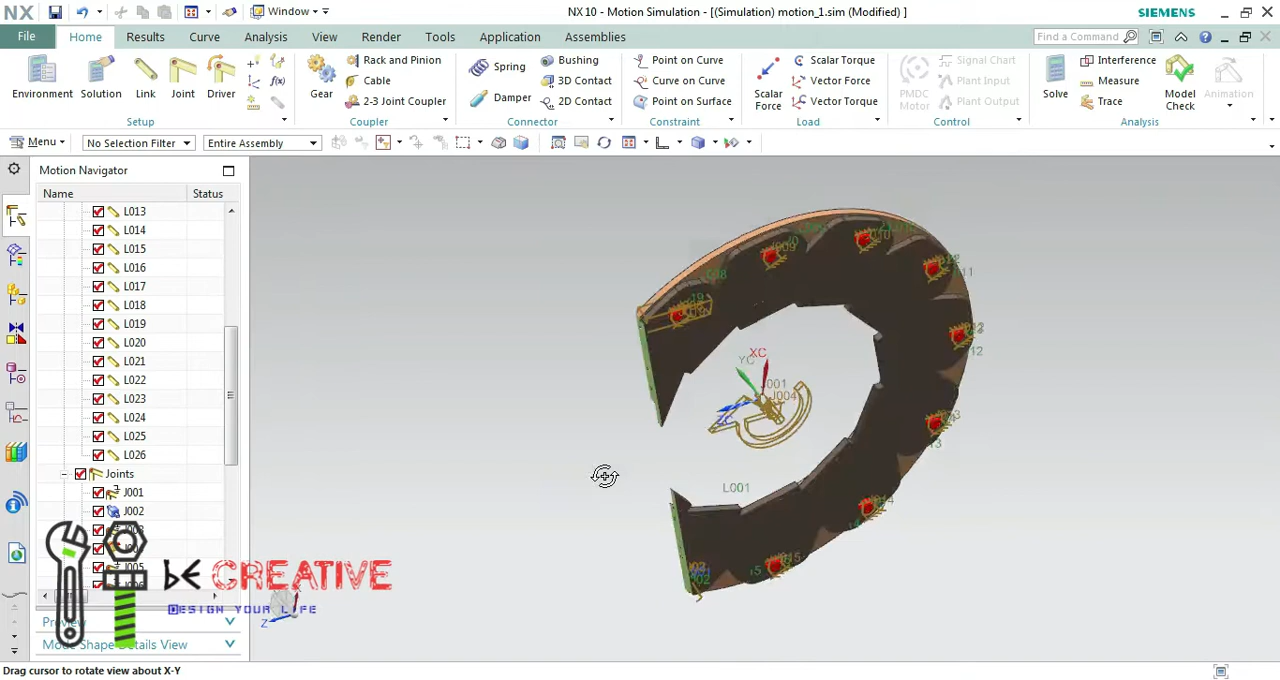 NX Window NX 10 - Motion Simulation - [(Simulation) motion_1.sim (Modified) ] SIEMENS
File Home Results Curve Analysis View Render Tools Application Assemblies Find a Command
Environment Solution Link Joint Driver f(x) Gear Rack and Pinion Spring Bushing Point on Curve Scalar Force Scalar Torque PMDC Motor Signal Chart Solve Interference Model Check Animation
Cable 3D Contact Curve on Curve Vector Force Plant Input Measure
2-3 Joint Coupler Damper 2D Contact Point on Surface Vector Torque Plant Output Trace
Setup Coupler Connector Constraint Load Control Analysis
Menu No Selection Filter Entire Assembly
Motion Navigator
Name Status
L013
L014
L015
L016
L017
L018
L019
L020
L021
L022
L023
L024
L025
L026
Joints
J001
J002
XC
YC
ZC
J001
J004
L001
BE CREATIVE
DESIGN YOUR LIFE
Z
Details View
Drag cursor to rotate view about X-Y